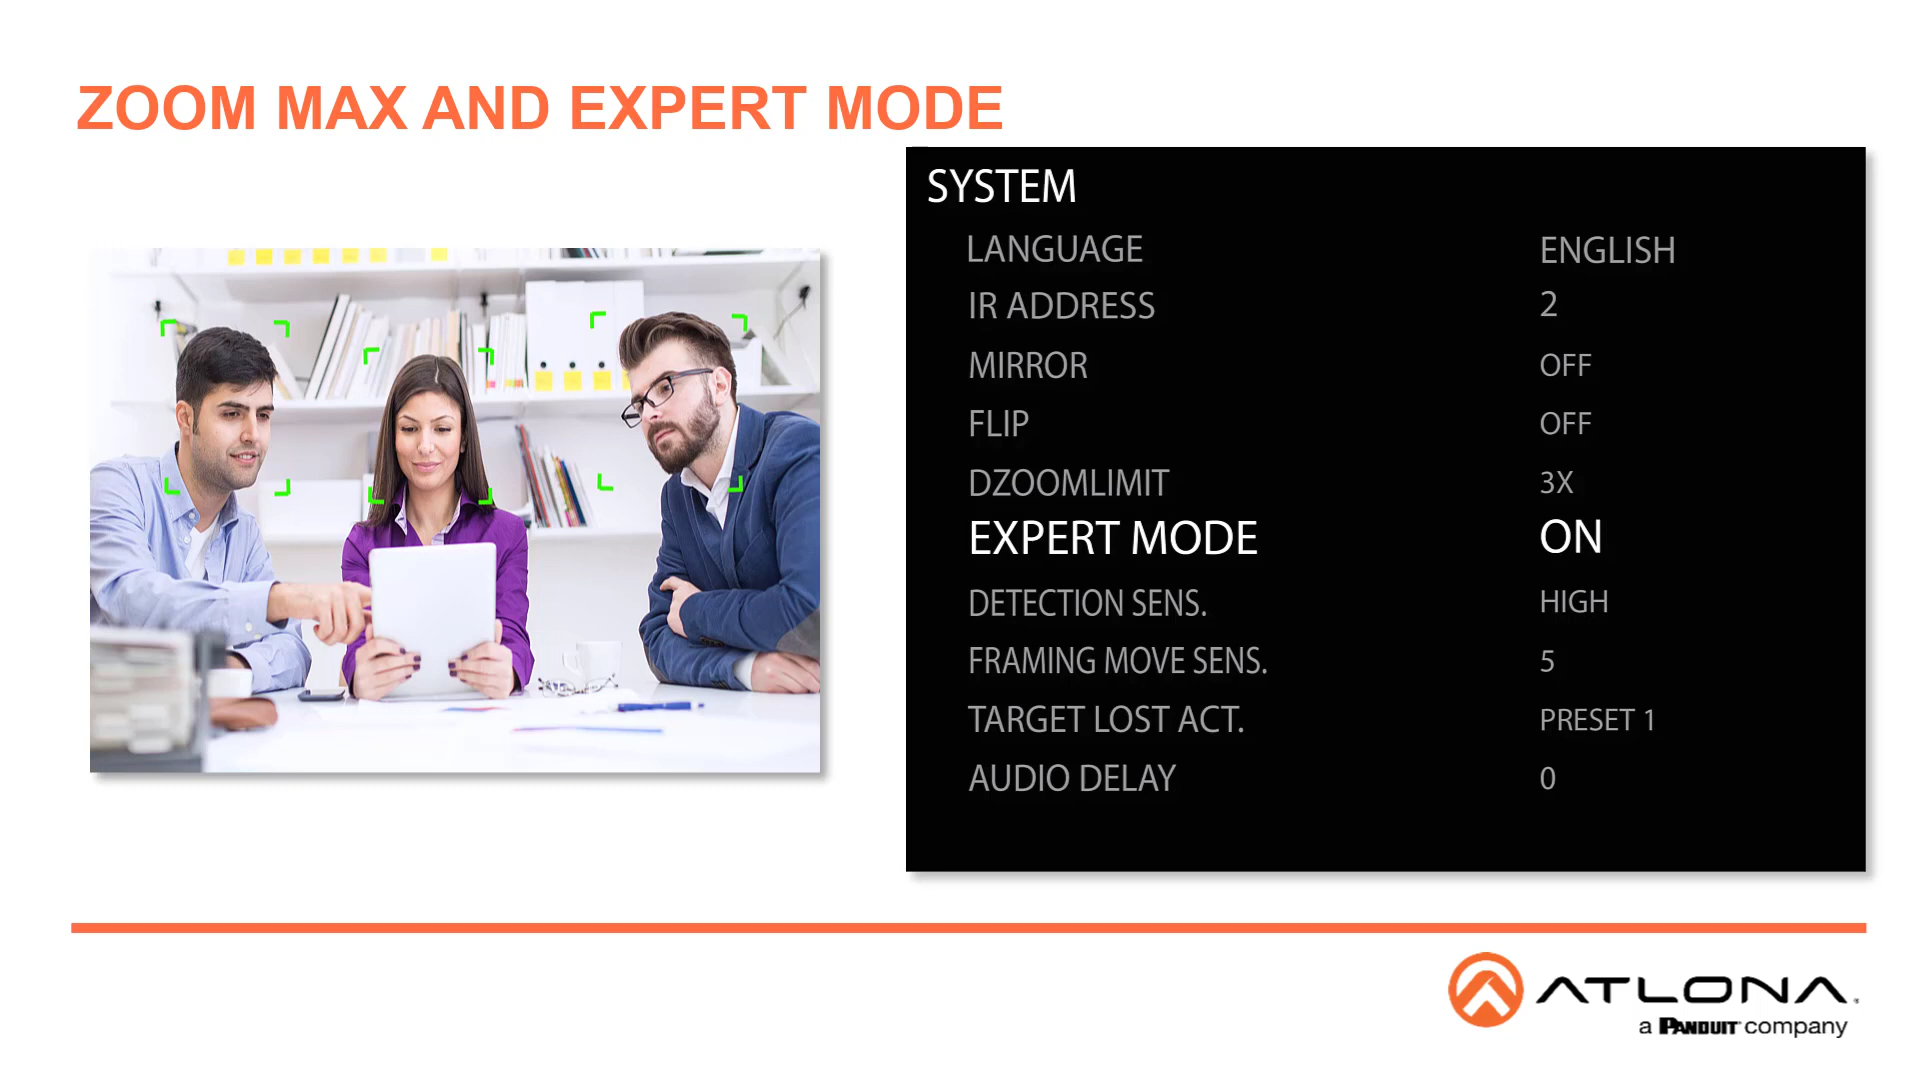 ZOOM MAX AND EXPERT MODE
SYSTEM
LANGUAGE ENGLISH
IR ADDRESS 2
MIRROR OFF
FLIP OFF
DZOOMLIMIT 3X
EXPERT MODE ON
DETECTION SENS. HIGH
FRAMING MOVE SENS. 5
TARGET LOST ACT. PRESET 1
AUDIO DELAY 0
ATLONA
a PANDUIT company